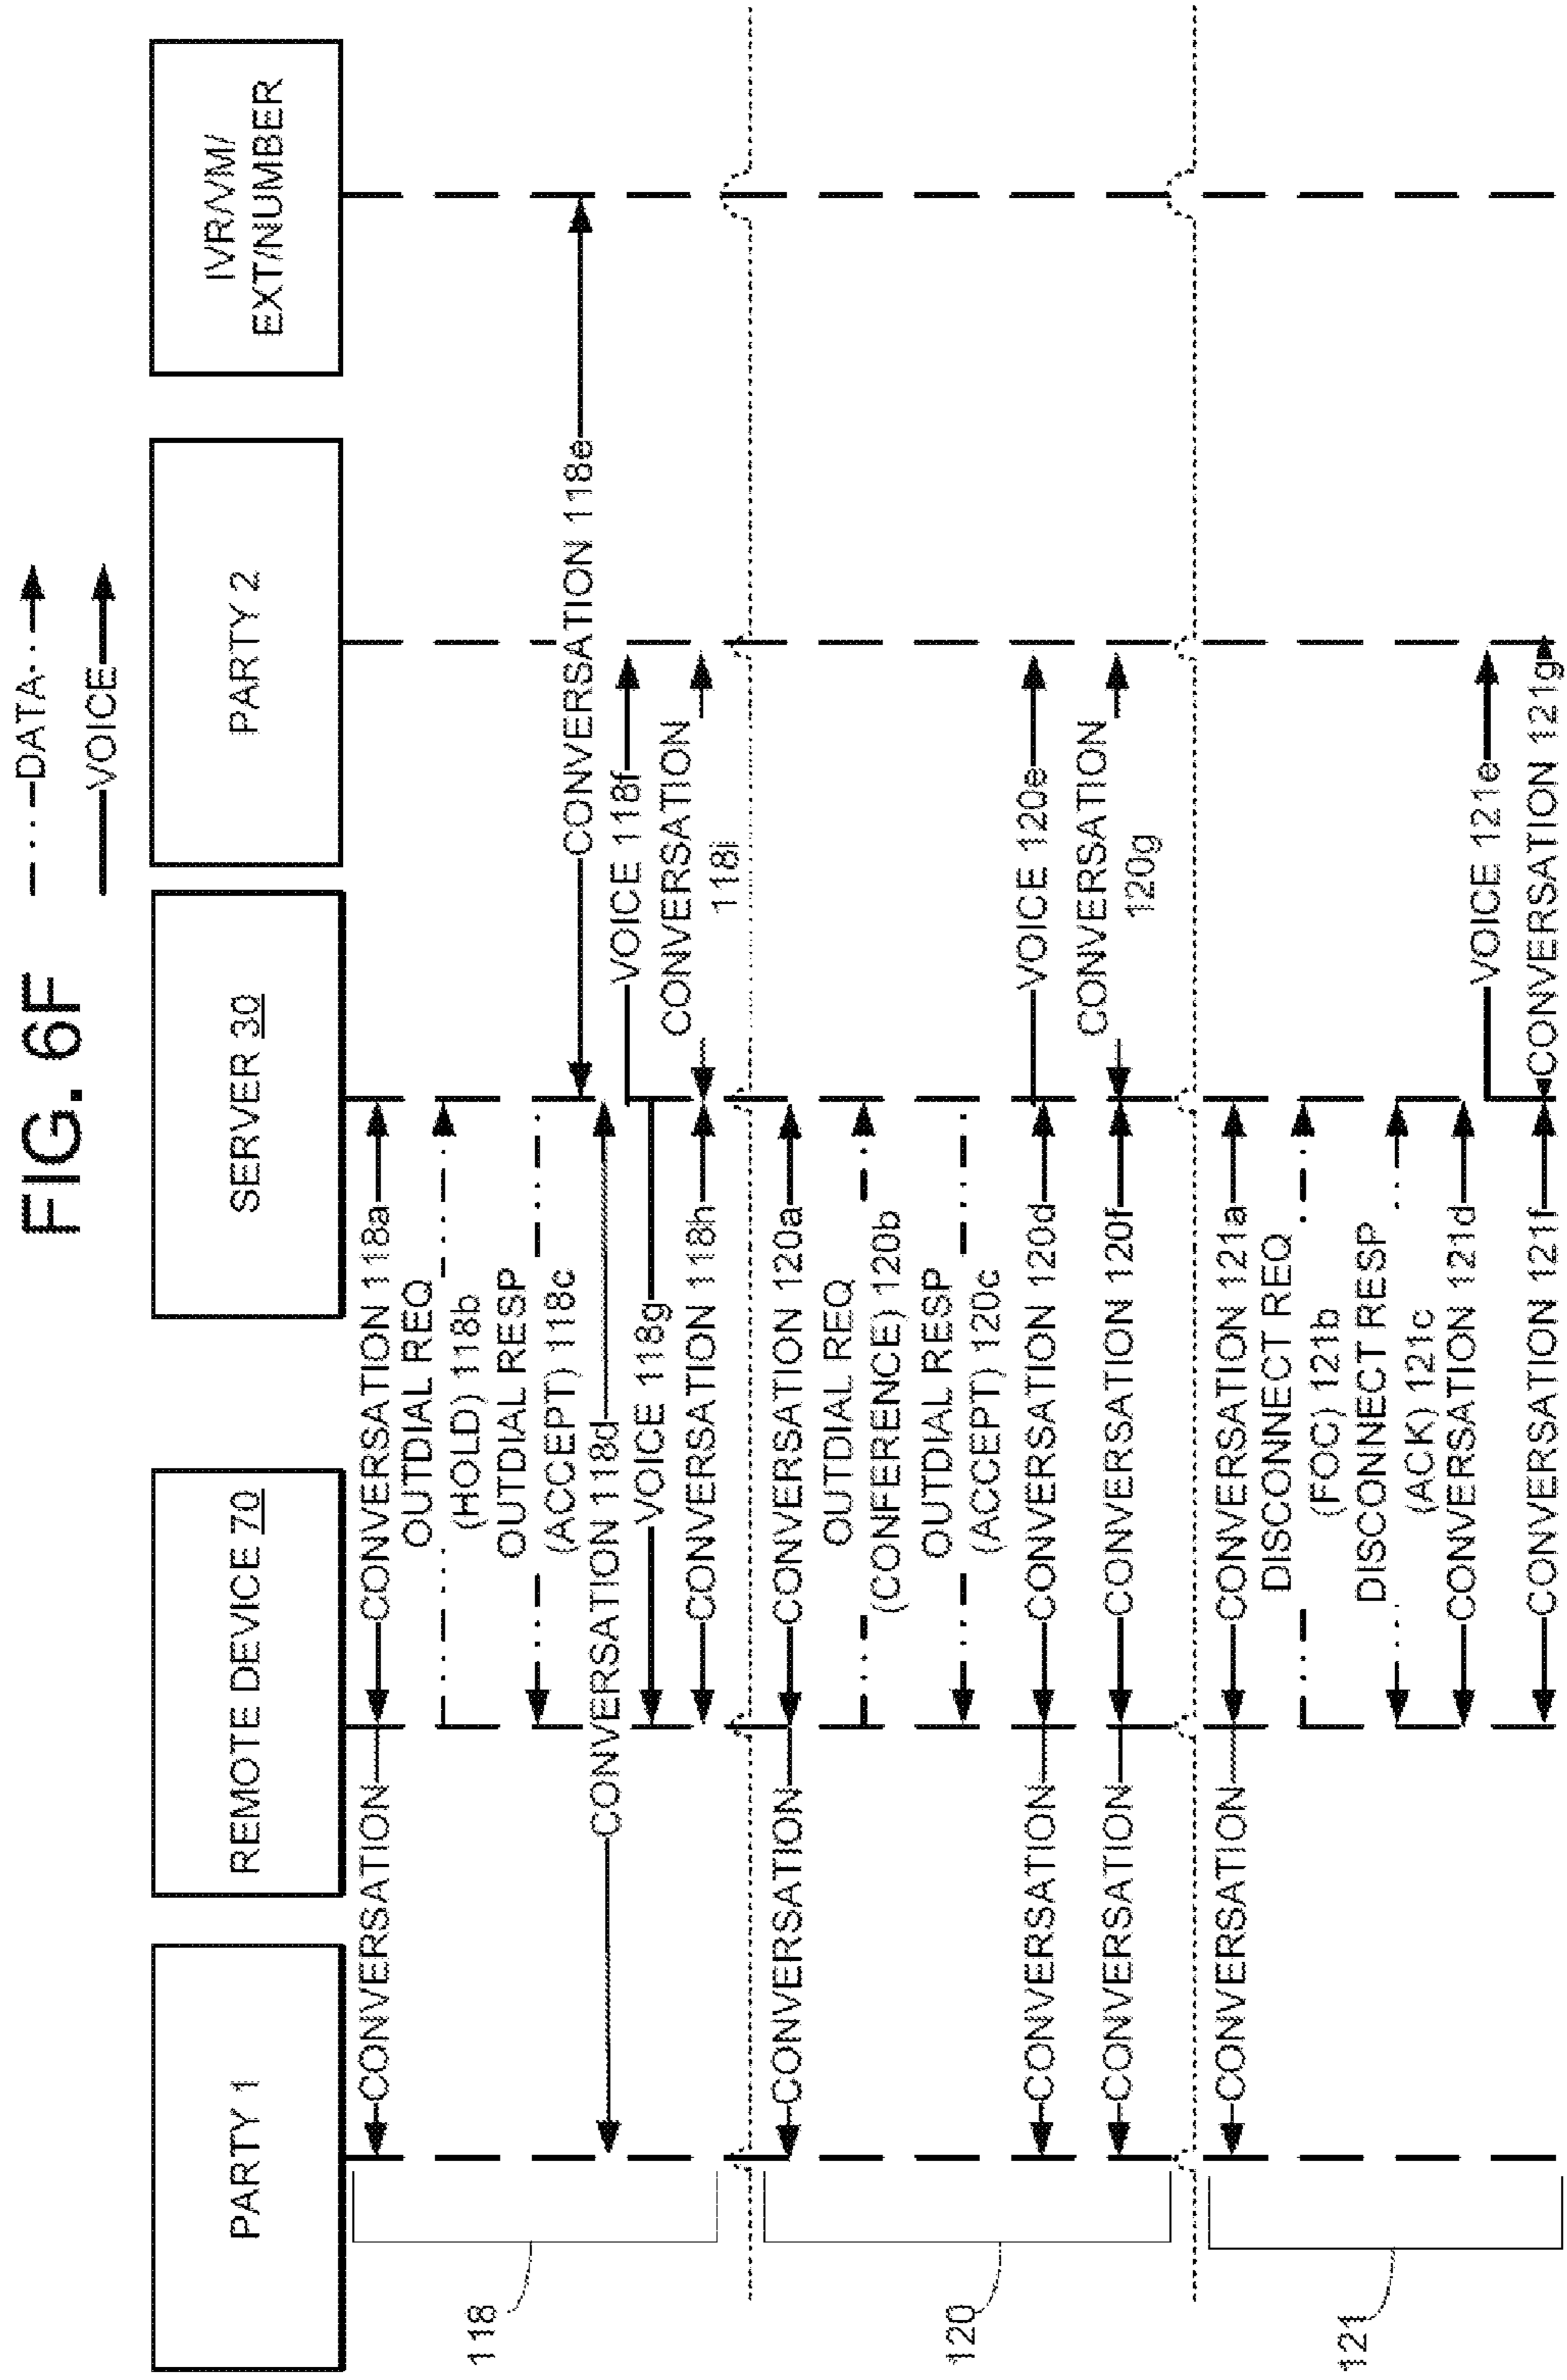 FIG. 6F
DATA
VOICE
PARTY 1
REMOTE DEVICE 70
SERVER 30
PARTY 2
IVR/VM/
EXT/NUMBER
118
CONVERSATION
CONVERSATION 118a
OUTDIAL REQ
(HOLD) 118b
OUTDIAL RESP
(ACCEPT) 118c
CONVERSATION 118e
CONVERSATION 118d
VOICE 118f
VOICE 118g
CONVERSATION
118i
CONVERSATION 118h
120
CONVERSATION
CONVERSATION 120a
OUTDIAL REQ
(CONFERENCE) 120b
OUTDIAL RESP
(ACCEPT) 120c
VOICE 120e
CONVERSATION
CONVERSATION 120d
CONVERSATION
CONVERSATION 120f
CONVERSATION
120g
121
CONVERSATION
CONVERSATION 121a
DISCONNECT REQ
(FOC) 121b
DISCONNECT RESP
(ACK) 121c
CONVERSATION 121d
VOICE 121e
CONVERSATION 121f
CONVERSATION 121g